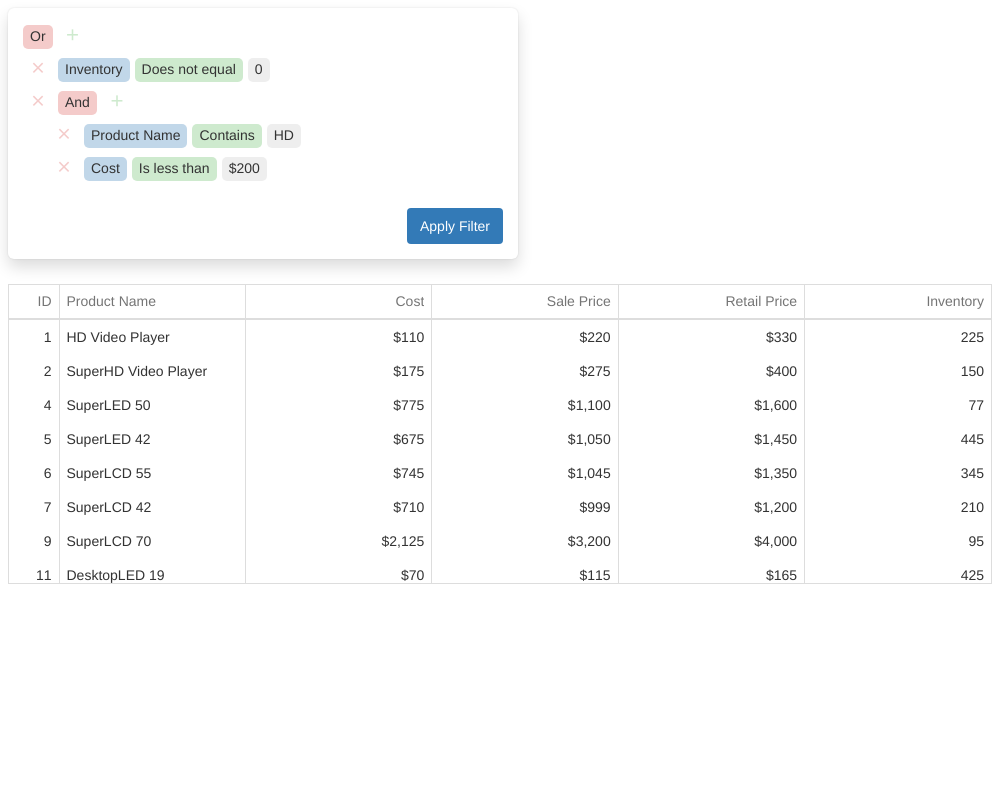 Or
Inventory Does not equal 0
And
Product Name Contains HD
Cost Is less than $200
Apply Filter
ID Product Name Cost Sale Price Retail Price Inventory
1 HD Video Player $110 $220 $330 225
2 SuperHD Video Player $175 $275 $400 150
4 SuperLED 50 $775 $1,100 $1,600 77
5 SuperLED 42 $675 $1,050 $1,450 445
6 SuperLCD 55 $745 $1,045 $1,350 345
7 SuperLCD 42 $710 $999 $1,200 210
9 SuperLCD 70 $2,125 $3,200 $4,000 95
11 DesktopLED 19 $70 $115 $165 425